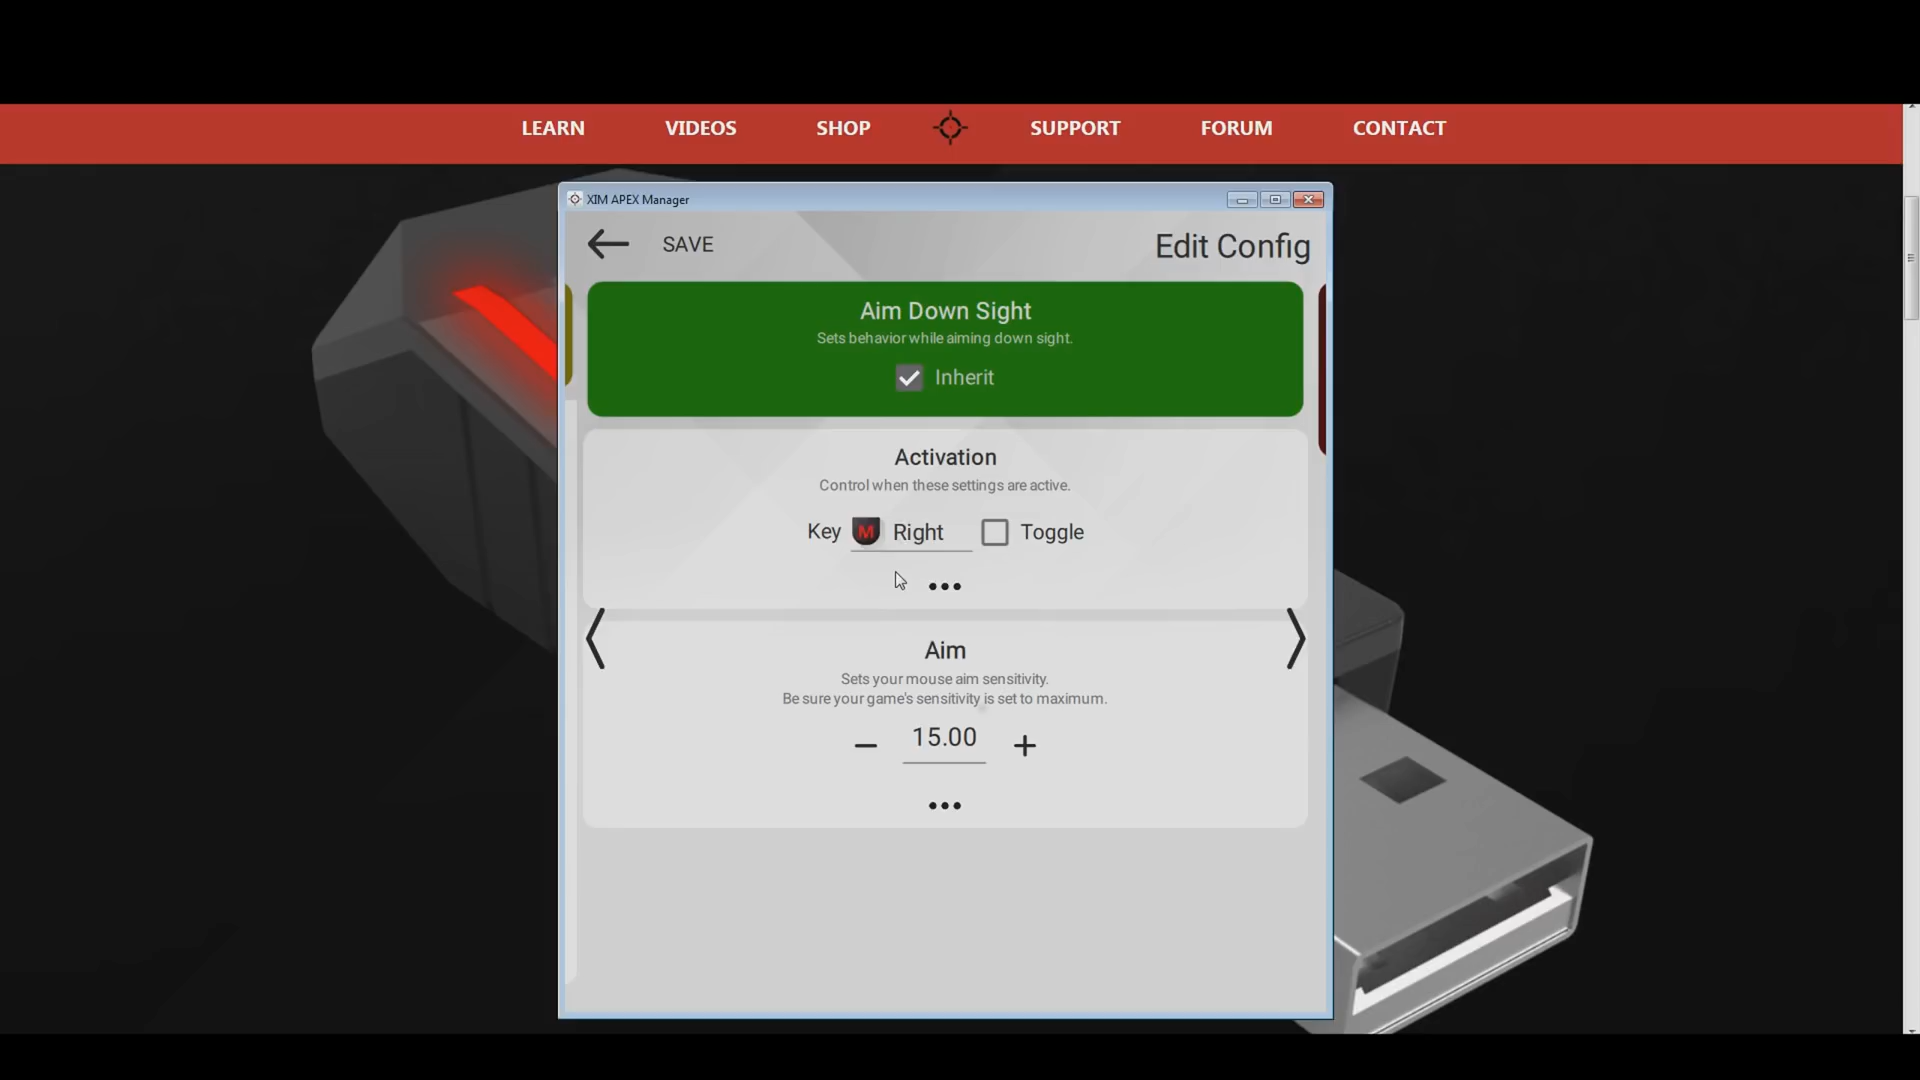 LEARN
VIDEOS
SHOP
SUPPORT
FORUM
CONTACT
XIM APEX Manager
SAVE
Edit Config
Aim Down Sight
Sets behavior while aiming down sight.
Inherit
Activation
Control when these settings are active.
Key M Right Toggle
Aim
Sets your mouse aim sensitivity.
Be sure your game's sensitivity is set to maximum.
15.00